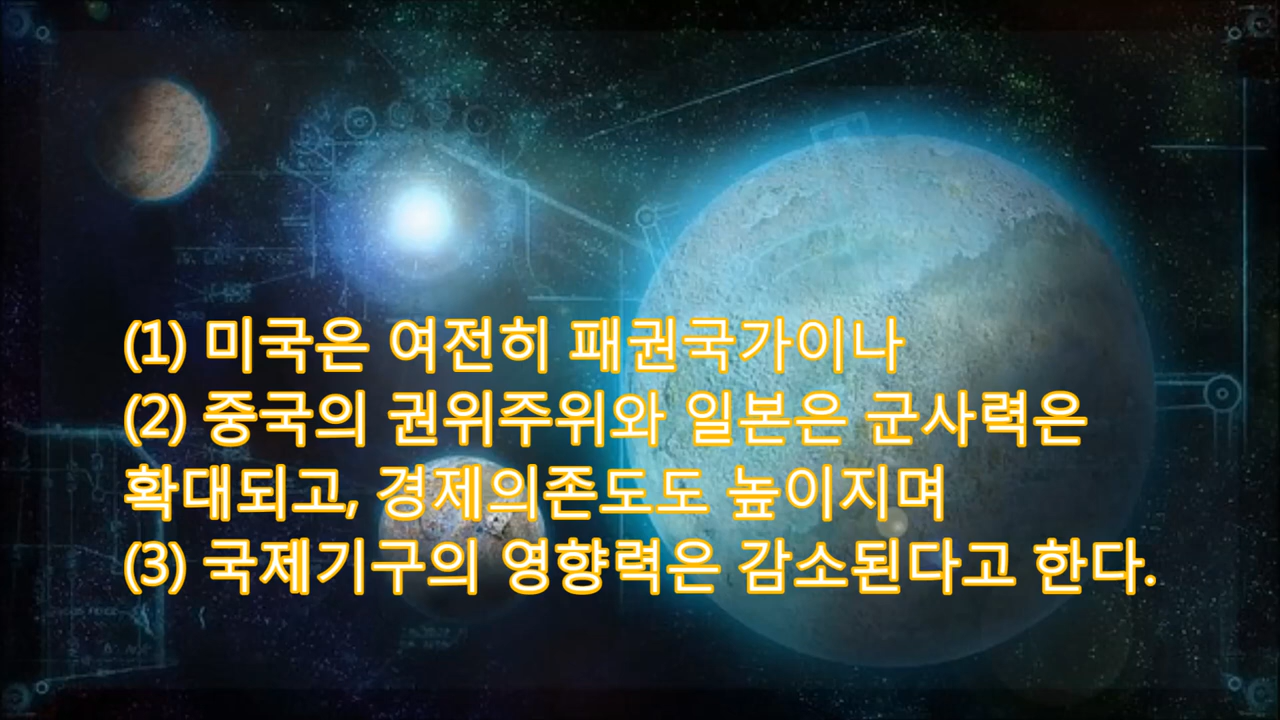 (1) 미국은 여전히 패권국가이나
(2) 중국의 권위주위와 일본은 군사력은
확대되고, 경제의존도도 높이지며
(3) 국제기구의 영향력은 감소된다고 한다.